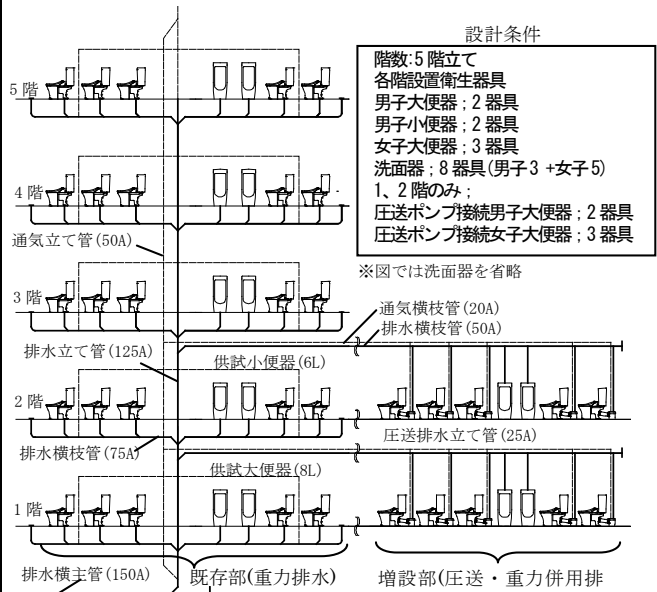 設計条件
階数:5階立て
各階設置衛生器具
男子大便器；2器具
男子小便器；2器具
女子大便器；3器具
洗面器；8器具(男子3+女子5)
1、2階のみ；
圧送ポンプ接続男子大便器；2器具
圧送ポンプ接続女子大便器；3器具
※図では洗面器を省略
5階
4階
通気立て管(50A)
3階
通気横枝管(20A)
排水横枝管(50A)
排水立て管(125A)
供試小便器(6L)
2階
圧送排水立て管(25A)
排水横枝管(75A)
供試大便器(8L)
1階
排水横主管(150A)
既存部(重力排水)
増設部(圧送・重力併用排